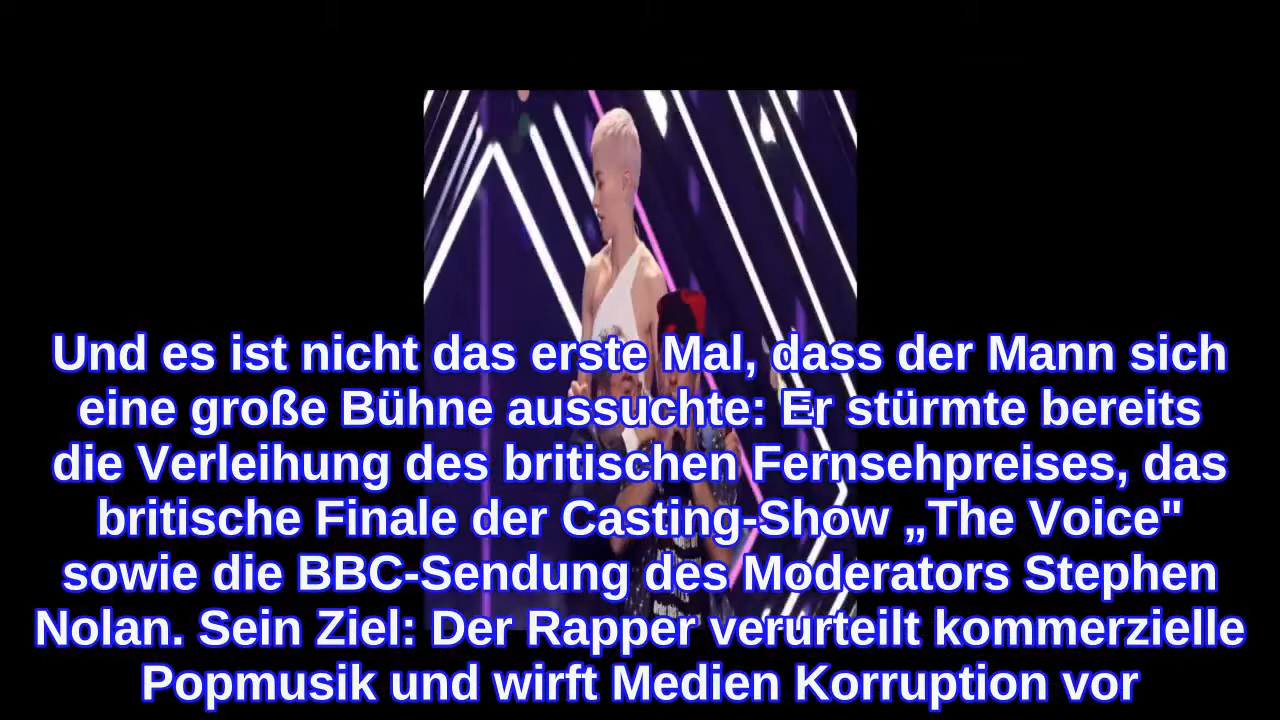 Und es ist nicht das erste Mal, dass der Mann sich
eine große Bühne aussuchte: Er stürmte bereits
die Verleihung des britischen Fernsehpreises, das
britische Finale der Casting-Show „The Voice"
sowie die BBC-Sendung des Moderators Stephen
Nolan. Sein Ziel: Der Rapper verurteilt kommerzielle
Popmusik und wirft Medien Korruption vor